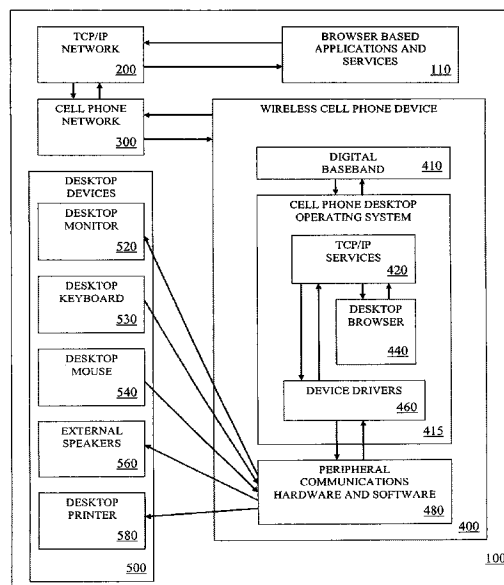 TCP/IP
NETWORK
200
BROWSER BASED
APPLICATIONS AND
SERVICES
110
CELL PHONE
NETWORK
300
WIRELESS CELL PHONE DEVICE
DIGITAL
BASEBAND
410
CELL PHONE DESKTOP
OPERATING SYSTEM
TCP/IP
SERVICES
420
DESKTOP
BROWSER
440
DEVICE DRIVERS
460
415
PERIPHERAL
COMMUNICATIONS
HARDWARE AND SOFTWARE
480
400
DESKTOP
DEVICES
DESKTOP
MONITOR
520
DESKTOP
KEYBOARD
530
DESKTOP
MOUSE
540
EXTERNAL
SPEAKERS
560
DESKTOP
PRINTER
580
500
100